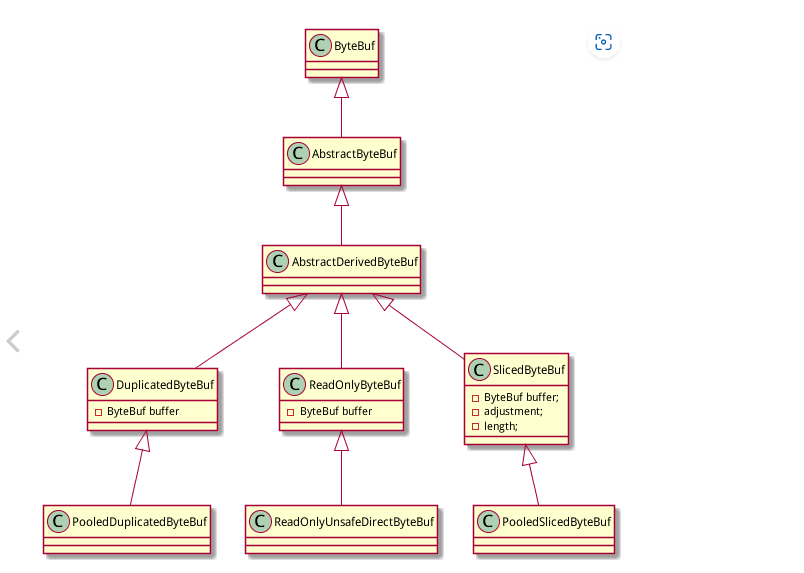 C ByteBuf
C AbstractByteBuf
C AbstractDerivedByteBuf
C DuplicatedByteBuf
ByteBuf buffer
C ReadOnlyByteBuf
ByteBuf buffer
C SlicedByteBuf
ByteBuf buffer;
adjustment;
length;
C PooledDuplicatedByteBuf
C ReadOnlyUnsafeDirectByteBuf
C PooledSlicedByteBuf